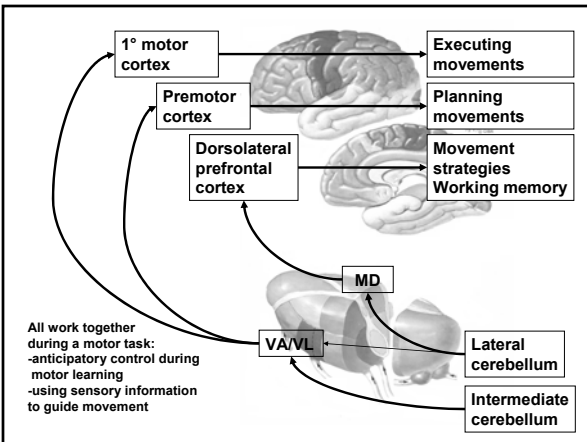 1° motor
cortex
Executing
movements
Premotor
cortex
Planning
movements
Dorsolateral
prefrontal
cortex
Movement
strategies
Working memory
MD
All work together
during a motor task:
-anticipatory control during
motor learning
-using sensory information
to guide movement
VA/VL
Lateral
cerebellum
Intermediate
cerebellum